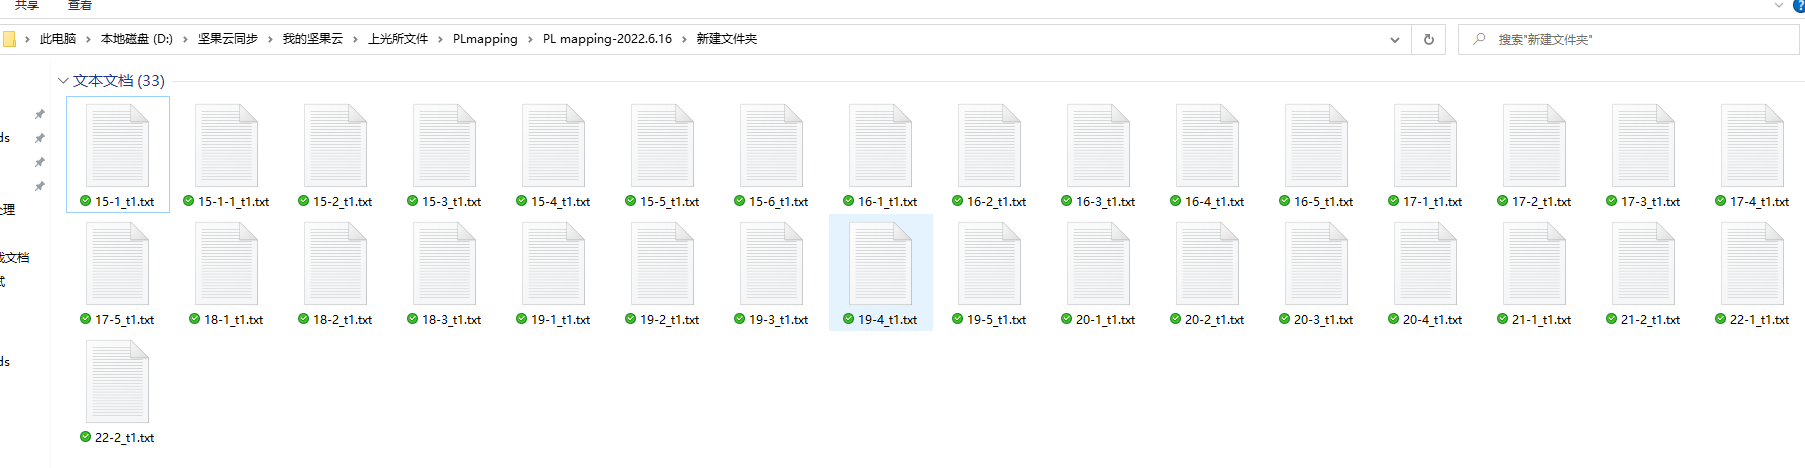 共享 查看
此电脑 本地磁盘 (D:) 坚果云同步 我的坚果云 上光所文件 PLmapping PL mapping-2022.6.16 新建文件夹 搜索"新建文件夹"
文本文档 (33)
ds
15-1_t1.txt 15-1-1_t1.txt 15-2_t1.txt 15-3_t1.txt 15-4_t1.txt 15-5_t1.txt 15-6_t1.txt 16-1_t1.txt 16-2_t1.txt 16-3_t1.txt 16-4_t1.txt 16-5_t1.txt 17-1_t1.txt 17-2_t1.txt 17-3_t1.txt 17-4_t1.txt
处理
找文档
试
17-5_t1.txt 18-1_t1.txt 18-2_t1.txt 18-3_t1.txt 19-1_t1.txt 19-2_t1.txt 19-3_t1.txt 19-4_t1.txt 19-5_t1.txt 20-1_t1.txt 20-2_t1.txt 20-3_t1.txt 20-4_t1.txt 21-1_t1.txt 21-2_t1.txt 22-1_t1.txt
ds
22-2_t1.txt